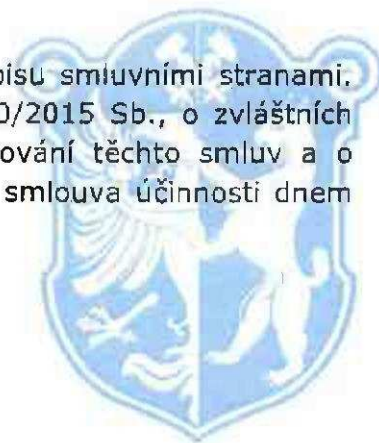 pisu smluvními stranami.
0/2015 Sb., o zvláštních
ování těchto smluv a o
smlouva účinnosti dnem